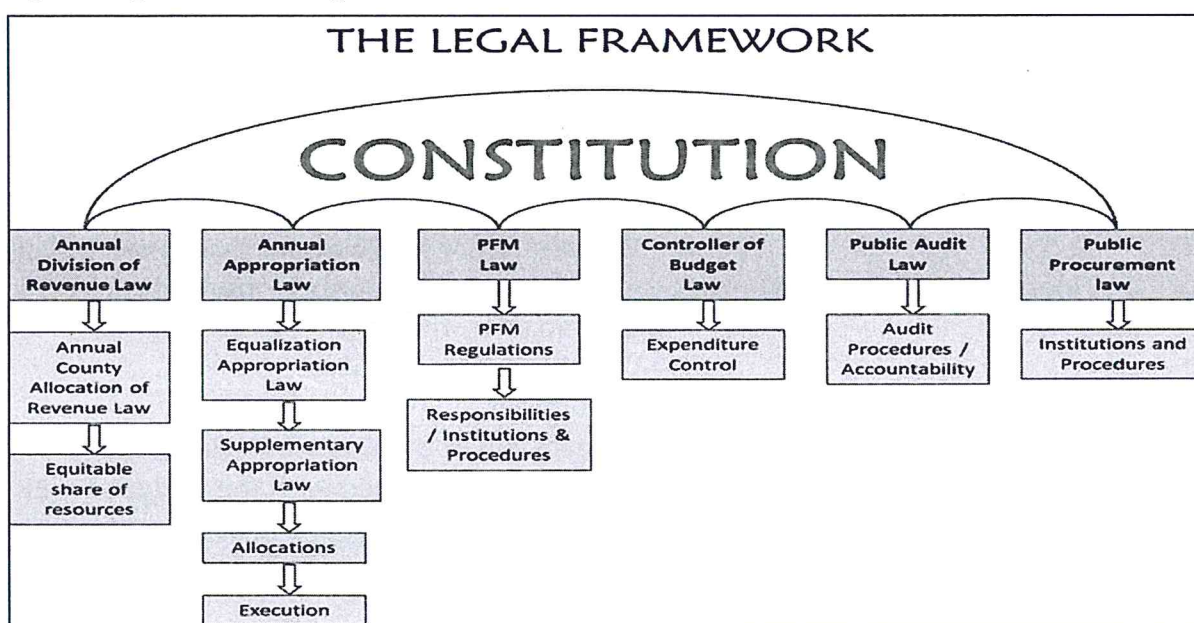 THE LEGAL FRAMEWORK
CONSTITUTION
Annual
Division of
Revenue Law
Annual
County
Allocation of
Revenue Law
Equitable
share of
resources
Annual
Appropriation
Law
Equalization
Appropriation
Law
Supplementary
Appropriation
Law
Allocations
Execution
PFM
Law
PFM
Regulations
Responsibilities
/ Institutions &
Procedures
Controller of
Budget
Law
Expenditure
Control
Public Audit
Law
Audit
Procedures /
Accountability
Public
Procurement
law
Institutions and
Procedures